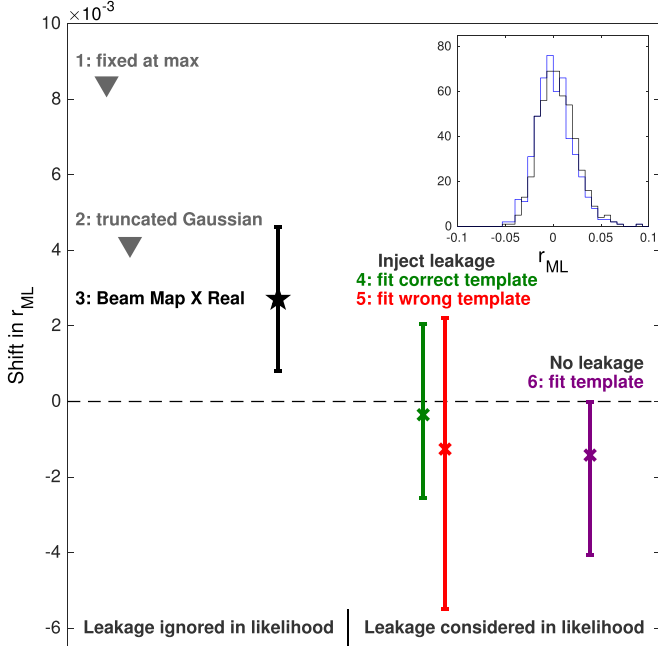 ×10⁻³
10
8
6
4
2
0
-2
-4
-6
Shift in r_ML
1: fixed at max
2: truncated Gaussian
3: Beam Map X Real
80
60
40
20
0
-0.1 -0.05 0 0.05 0.1
r_ML
Inject leakage
4: fit correct template
5: fit wrong template
No leakage
6: fit template
Leakage ignored in likelihood
Leakage considered in likelihood